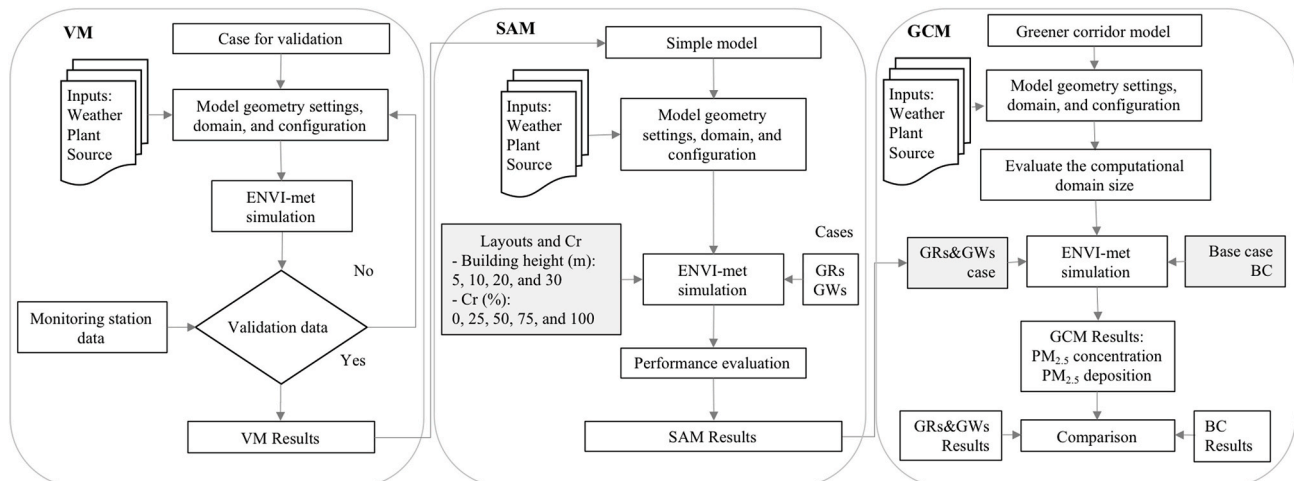 VM
Case for validation
Inputs:
Weather
Plant
Source
Model geometry settings,
domain, and configuration
ENVI-met
simulation
No
Monitoring station
data
Validation data
Yes
VM Results
SAM
Simple model
Inputs:
Weather
Plant
Source
Model geometry
settings, domain, and
configuration
Layouts and Cr
- Building height (m):
5, 10, 20, and 30
- Cr (%):
0, 25, 50, 75, and 100
ENVI-met
simulation
Cases
GRs
GWs
Performance evaluation
SAM Results
GCM
Greener corridor model
Inputs:
Weather
Plant
Source
Model geometry settings,
domain, and configuration
Evaluate the computational
domain size
GRs&GWs
case
ENVI-met
simulation
Base case
BC
GCM Results:
PM2.5 concentration
PM2.5 deposition
GRs&GWs
Results
Comparison
BC
Results